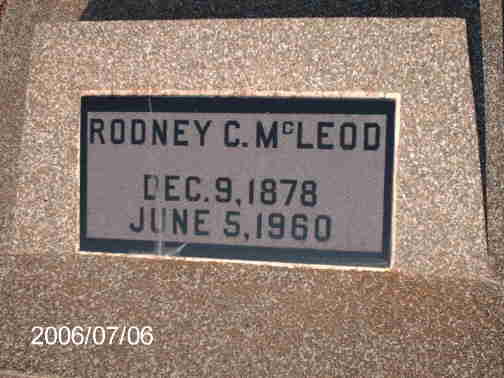 RODNEY C. McLEOD
DEC. 9, 1878
JUNE 5, 1960
2006/07/06